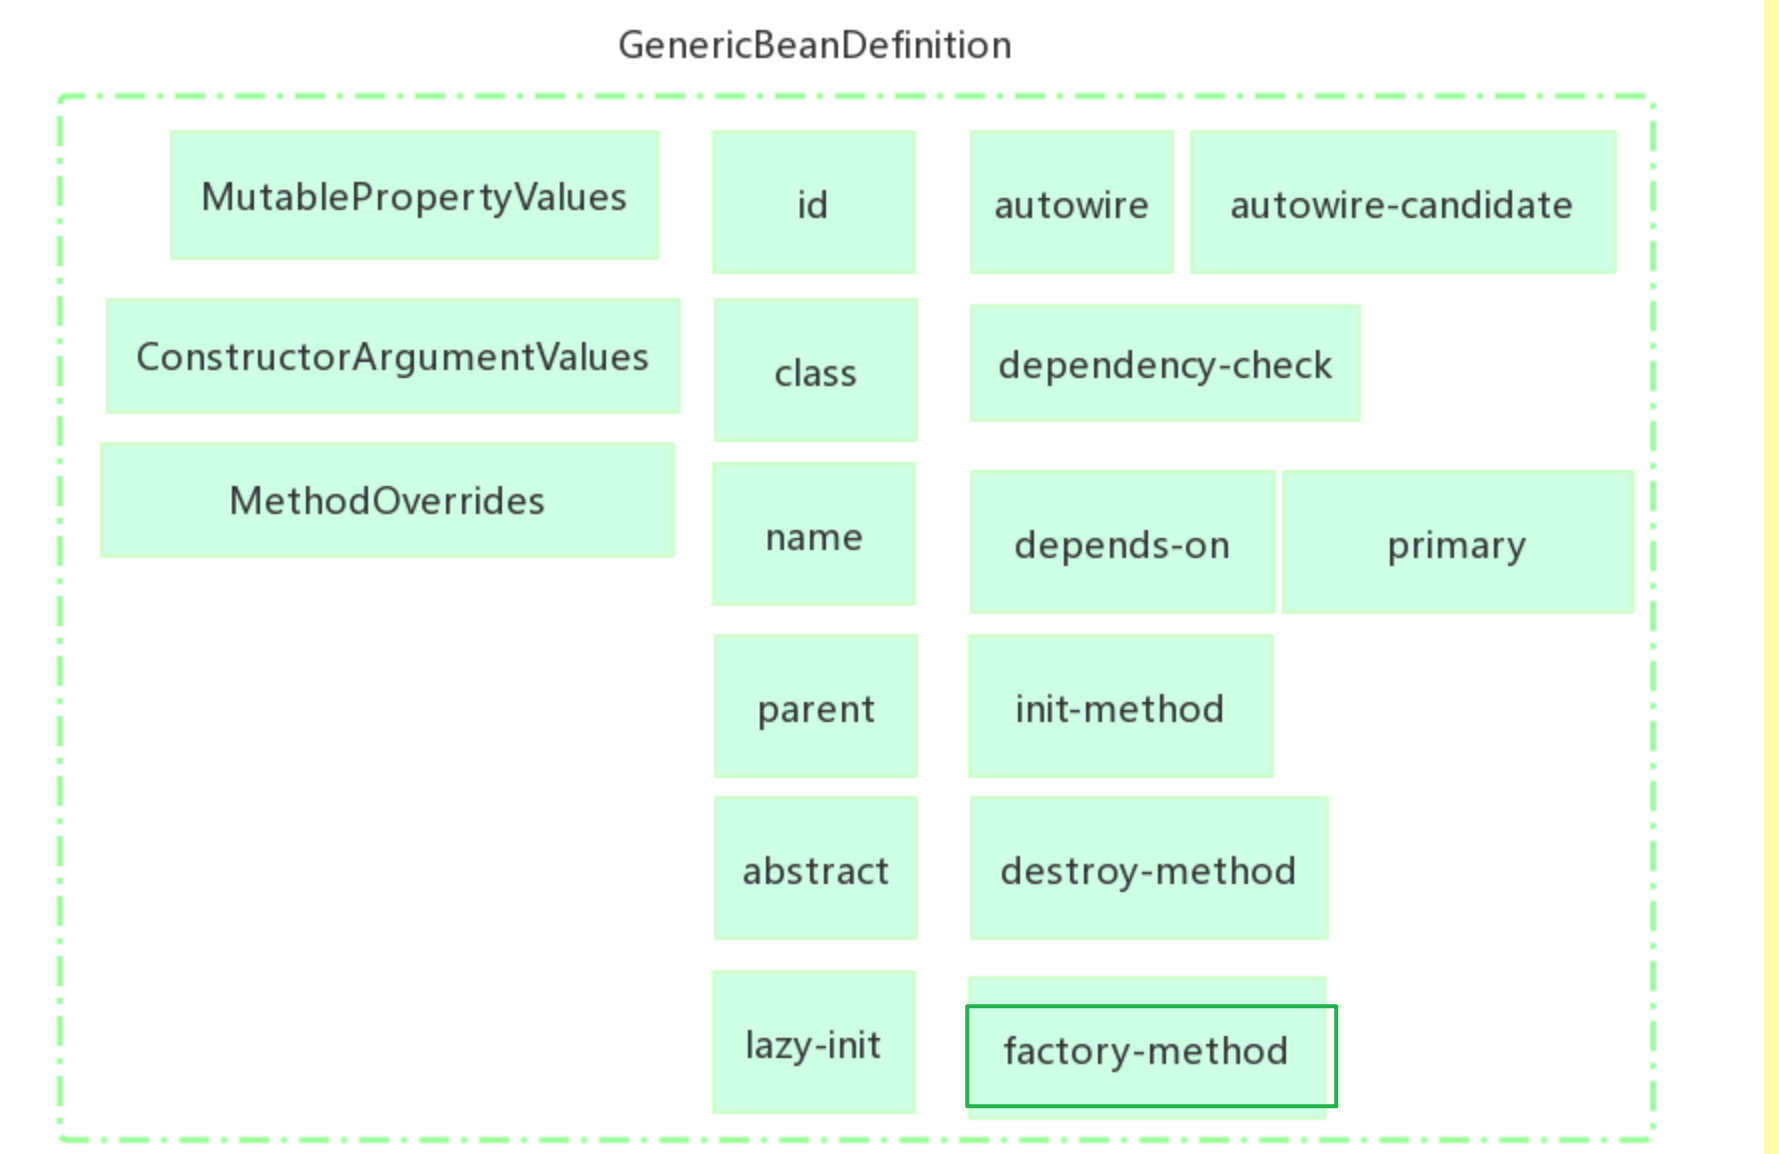 GenericBeanDefinition
MutablePropertyValues
id
autowire
autowire-candidate
ConstructorArgumentValues
class
dependency-check
MethodOverrides
name
depends-on
primary
parent
init-method
abstract
destroy-method
lazy-init
factory-method